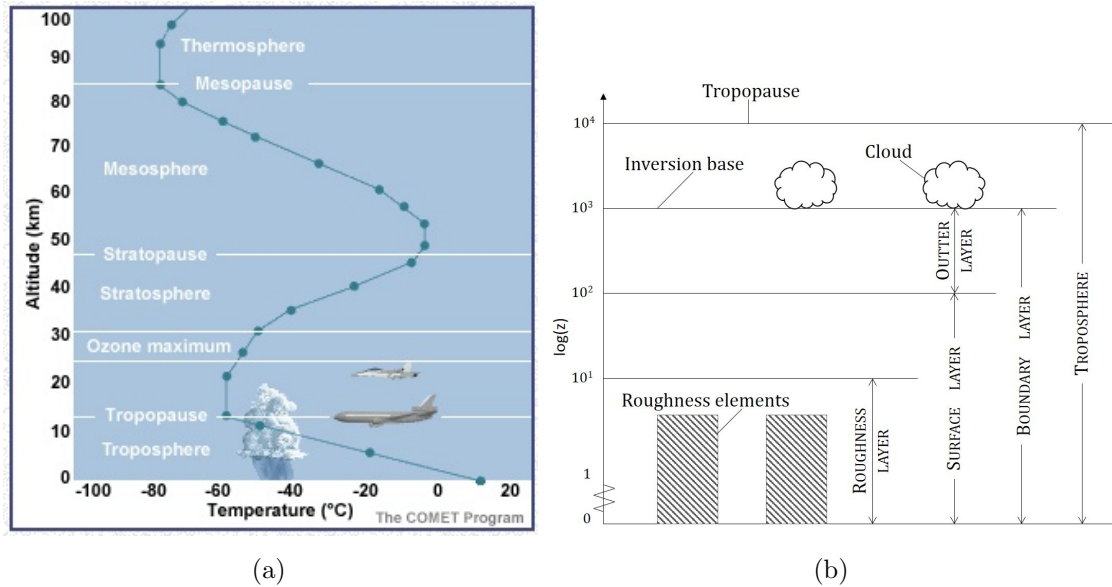 100
90
80
70
60
50
40
30
20
10
0
Altitude (km)
Thermosphere
Mesopause
Mesosphere
Stratopause
Stratosphere
Ozone maximum
Tropopause
Troposphere
-100 -80 -60 -40 -20 0 20
Temperature (°C)
The COMET Program
(a)
Tropopause
10⁴
Inversion base
Cloud
10³
OUTTER
LAYER
10²
log(z)
10¹
Roughness elements
1
0
ROUGHNESS
LAYER
SURFACE LAYER
BOUNDARY LAYER
TROPOSPHERE
(b)